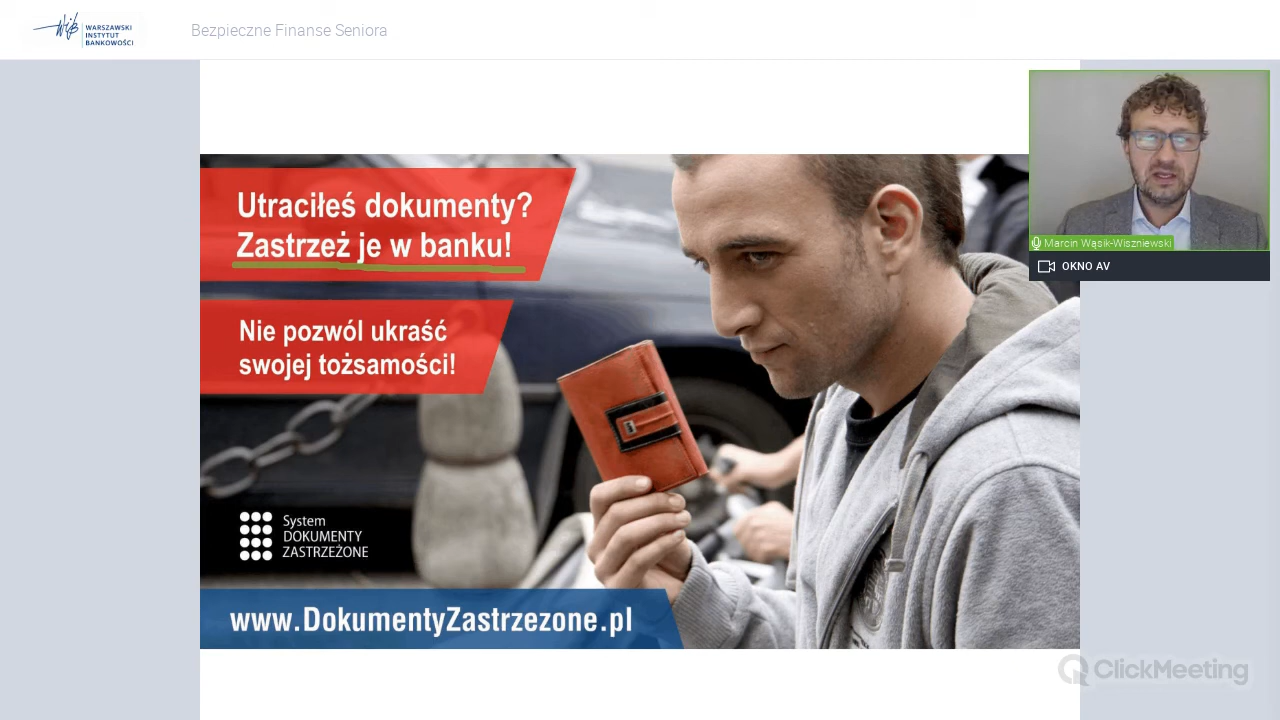 WARSZAWSKI
INSTYTUT
BANKOWOŚCI
Bezpieczne Finanse Seniora
Utraciłeś dokumenty?
Zastrzeż je w banku!
Nie pozwól ukraść
swojej tożsamości!
System
DOKUMENTY
ZASTRZEŻONE
www.DokumentyZastrzezone.pl
Marcin Wąsik-Wiszniewski
OKNO AV
ClickMeeting